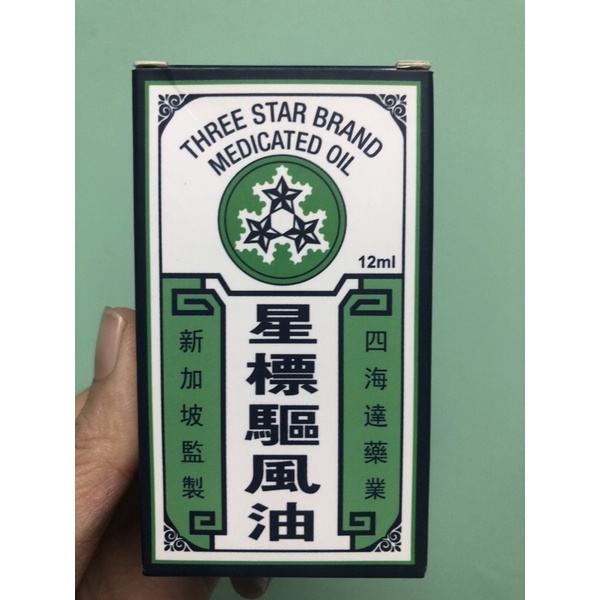 THREE STAR BRAND
MEDICATED OIL
12ml
四海達藥業
星標驅風油
新加坡監製